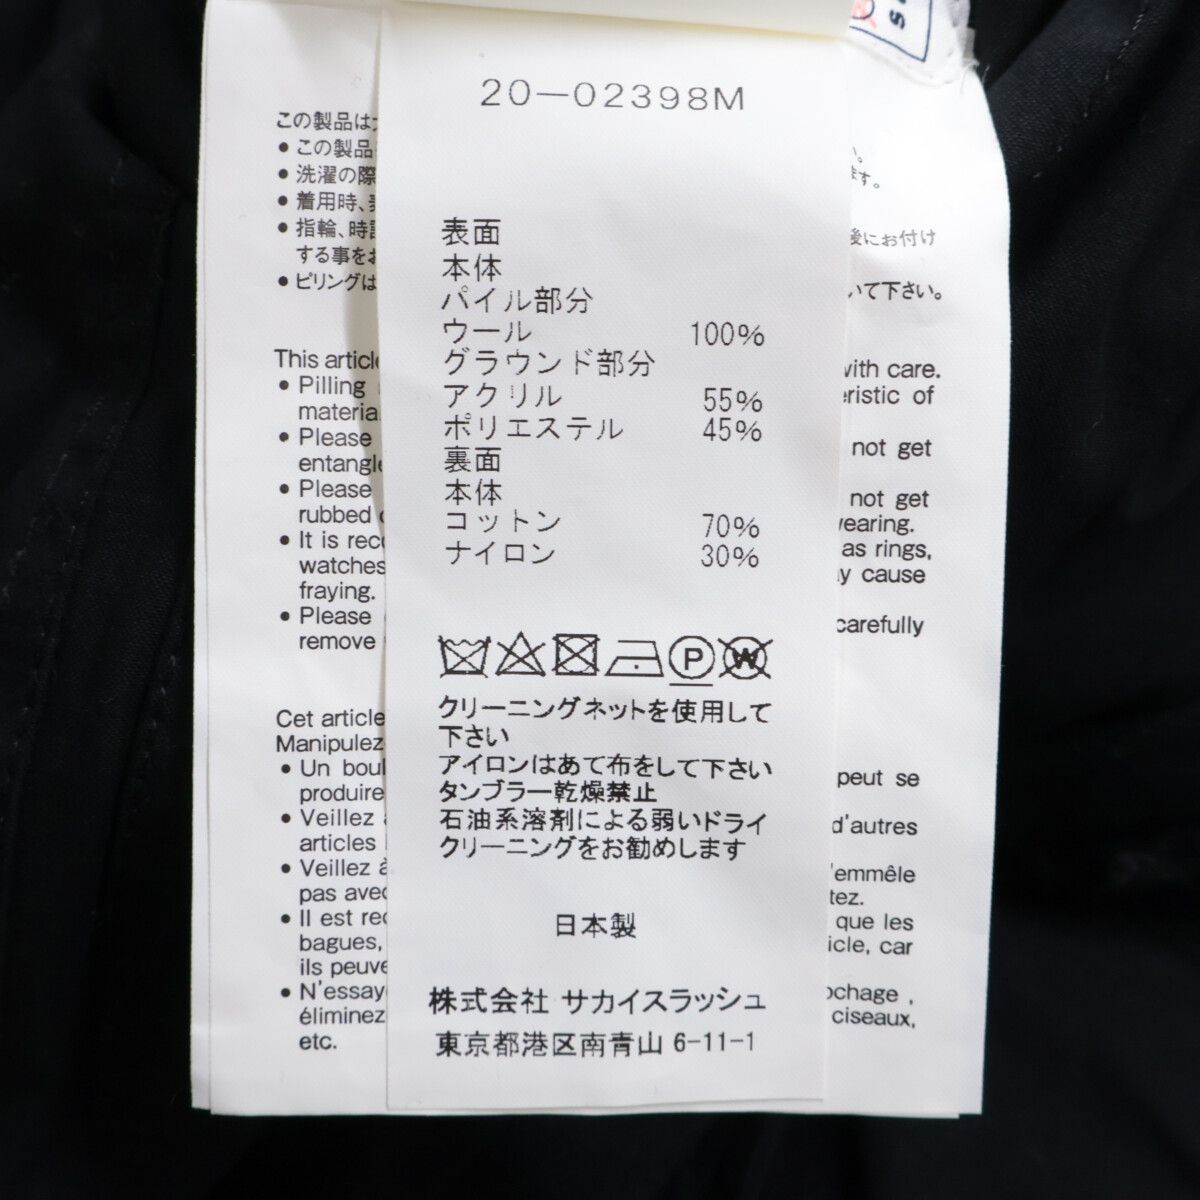 20-02398M
表面
本体
パイル部分
ウール 100%
グラウンド部分
アクリル 55%
ポリエステル 45%
裏面
本体
コットン 70%
ナイロン 30%
P W
クリーニングネットを使用して
下さい
アイロンはあて布をして下さい
タンブラー乾燥禁止
石油系溶剤による弱いドライ
クリーニングをお勧めします
日本製
株式会社 サカイスラッシュ
東京都港区南青山 6-11-1
この製品は
• この製品
• 洗濯の際
• 着用時、
• 指輪、時 後にお付け
する事を
• ピリングは いて下さい。
This article with care.
• Pilling eristic of
material
• Please not get
entangle
• Please not get
rubbed wearing.
• It is rec as rings,
watches y cause
fraying.
• Please carefully
remove
Cet article
Manipulez
• Un boul peut se
produire
• Veillez d'autres
articles
• Veillez à 'emmêle
pas avec tez.
• Il est rec que les
bagues, icle, car
ils peuve
• N'essay ochage ,
éliminez ciseaux,
etc.